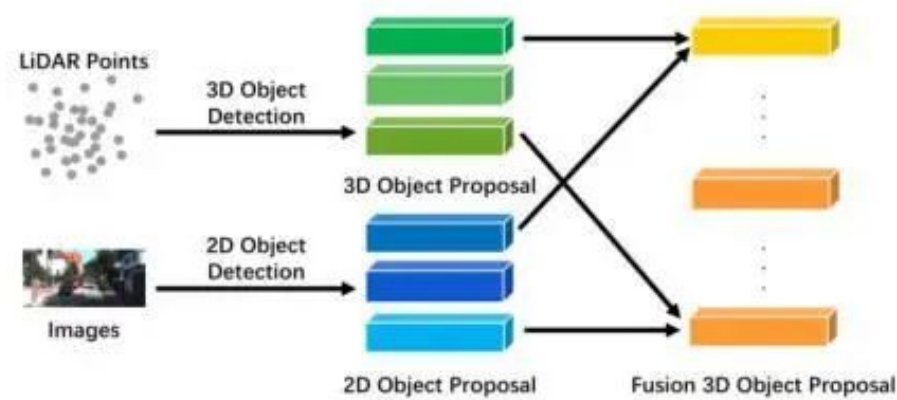 LiDAR Points
3D Object
Detection
3D Object Proposal
2D Object
Detection
Images
2D Object Proposal
Fusion 3D Object Proposal